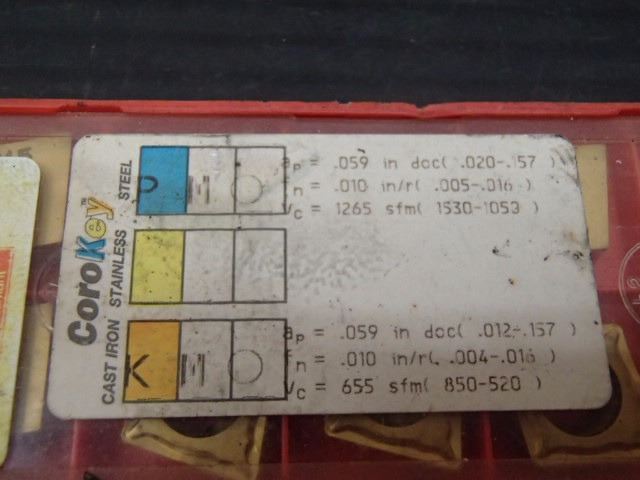 CoroKey™
STEEL
P M
ap = .059 in doc( .020-.157 )
fn = .010 in/r( .005-.016 )
vc = 1265 sfm( 1530-1053 )
STAINLESS
CAST IRON
K M
ap = .059 in doc( .012-.157 )
fn = .010 in/r( .004-.016 )
vc = 655 sfm( 850-520 )